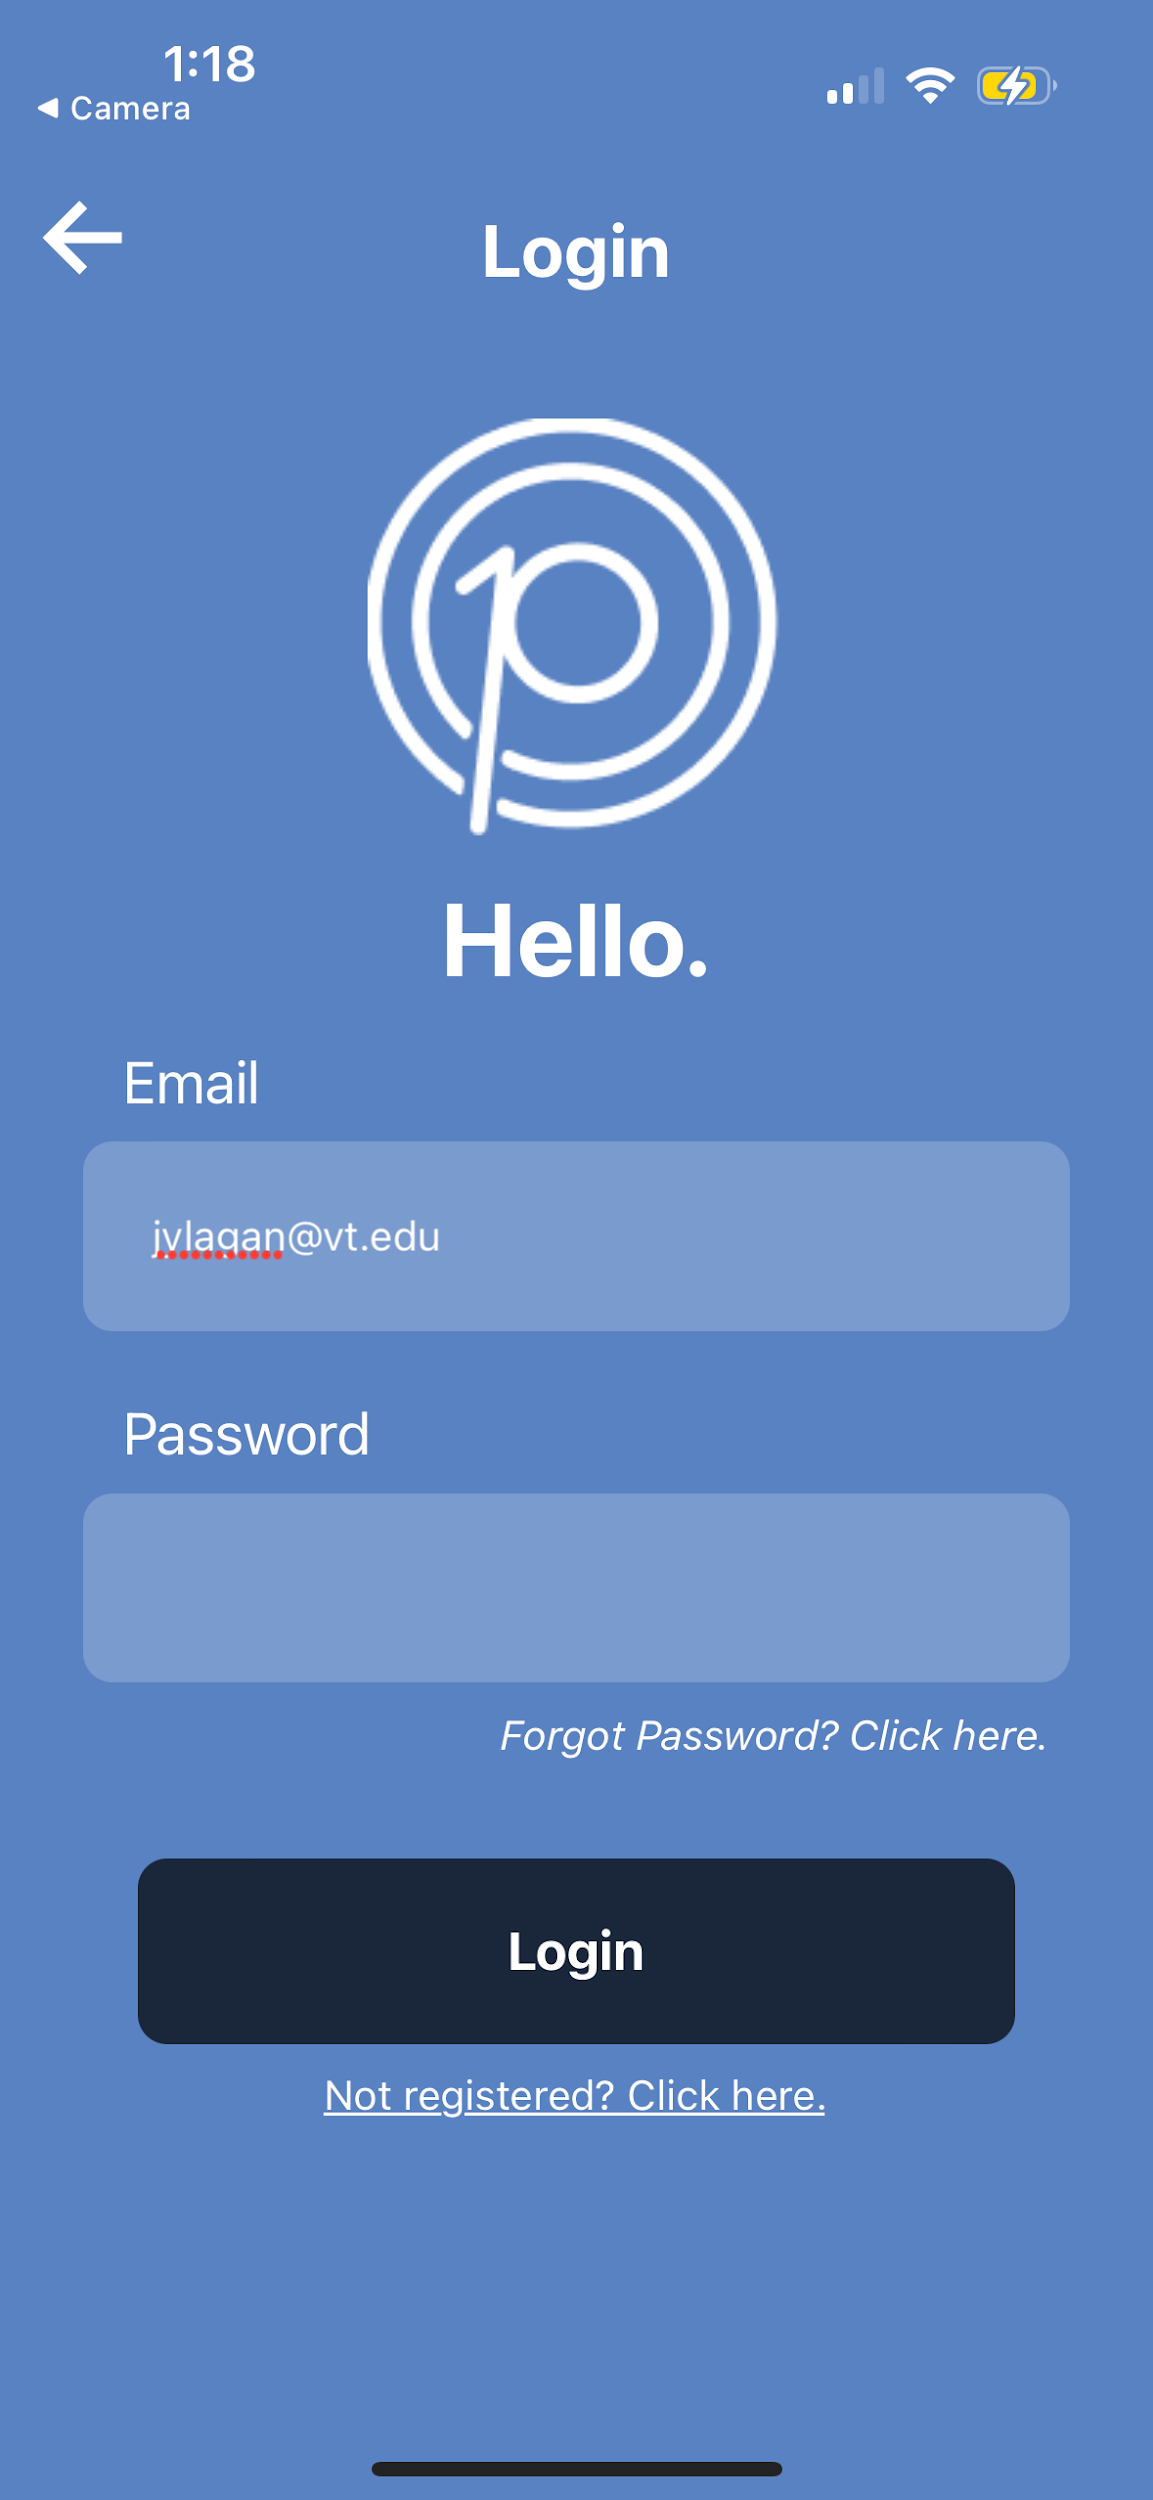 1:18
Camera
Login
Hello.
Email
jvlagan@vt.edu
Password
Forgot Password? Click here.
Login
Not registered? Click here.